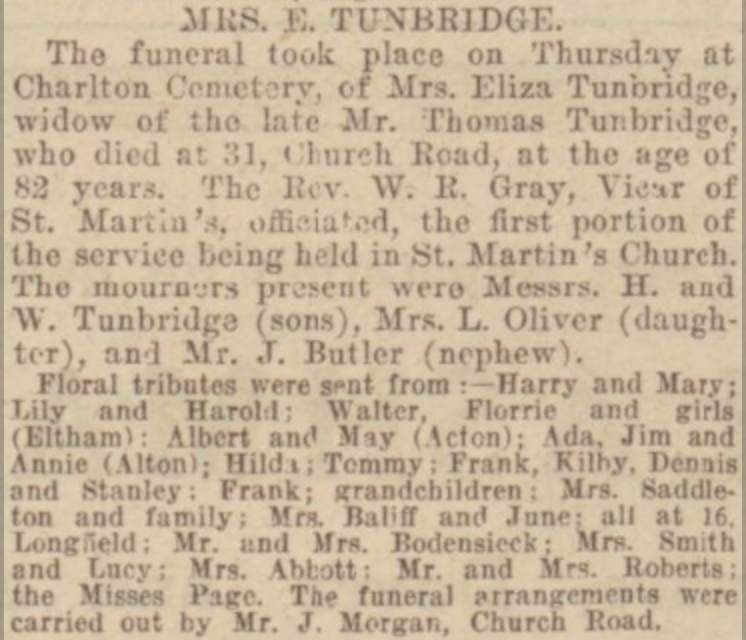 MRS. E. TUNBRIDGE.
The funeral took place on Thursday at
Charlton Cemetery, of Mrs. Eliza Tunbridge,
widow of the late Mr. Thomas Tunbridge,
who died at 31, Church Road, at the age of
82 years. The Rev. W. R. Gray, Vicar of
St. Martin's, officiated, the first portion of
the service being held in St. Martin's Church.
The mourners present were Messrs. H. and
W. Tunbridge (sons), Mrs. L. Oliver (daugh-
ter), and Mr. J. Butler (nephew).
Floral tributes were sent from :—Harry and Mary;
Lily and Harold; Walter, Florrie and girls
(Eltham); Albert and May (Acton); Ada, Jim and
Annie (Alton); Hilda; Tommy; Frank, Kilby, Dennis
and Stanley; Frank; grandchildren; Mrs. Saddle-
ton and family; Mrs. Baliff and June; all at 16,
Longfield; Mr. and Mrs. Bodensieck; Mrs. Smith
and Lucy; Mrs. Abbott; Mr. and Mrs. Roberts;
the Misses Page. The funeral arrangements were
carried out by Mr. J. Morgan, Church Road.